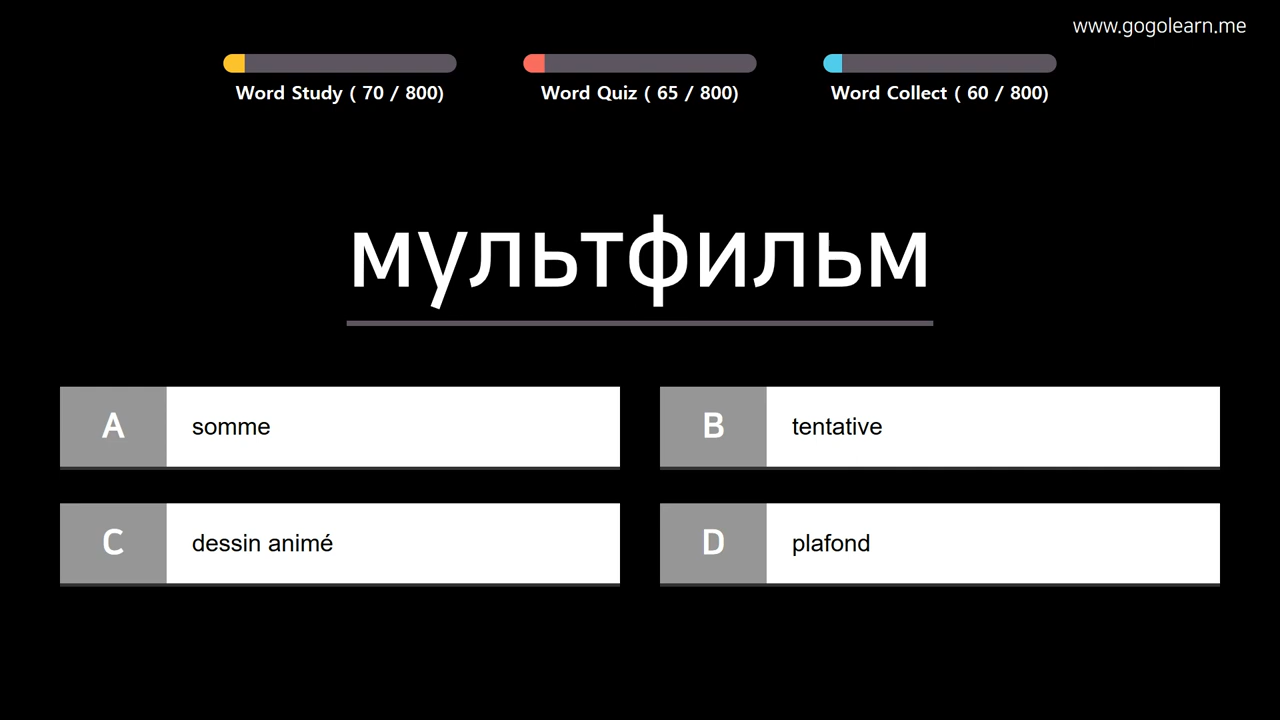 www.gogolearn.me
Word Study ( 70 / 800)
Word Quiz ( 65 / 800)
Word Collect ( 60 / 800)
мультфильм
A somme
B tentative
C dessin animé
D plafond